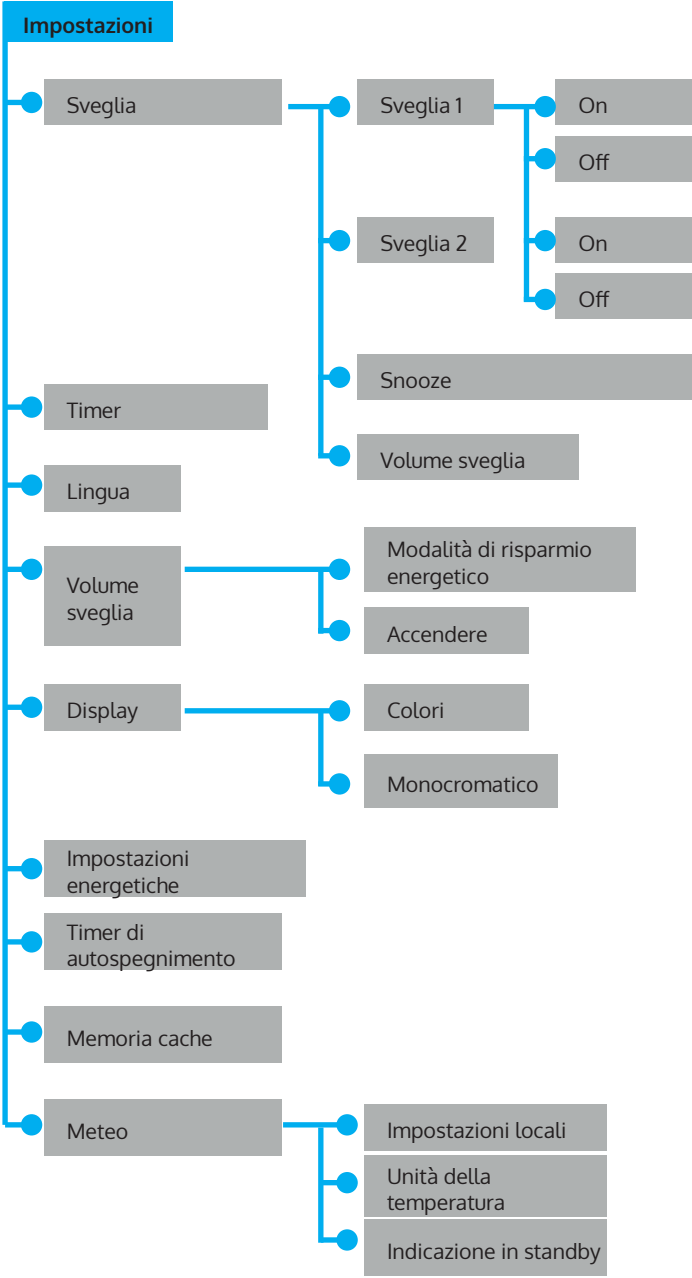 Impostazioni
Sveglia
Sveglia 1
On
Off
Sveglia 2
On
Off
Snooze
Volume sveglia
Timer
Lingua
Volume
sveglia
Modalità di risparmio
energetico
Accendere
Display
Colori
Monocromatico
Impostazioni
energetiche
Timer di
autospegnimento
Memoria cache
Meteo
Impostazioni locali
Unità della
temperatura
Indicazione in standby